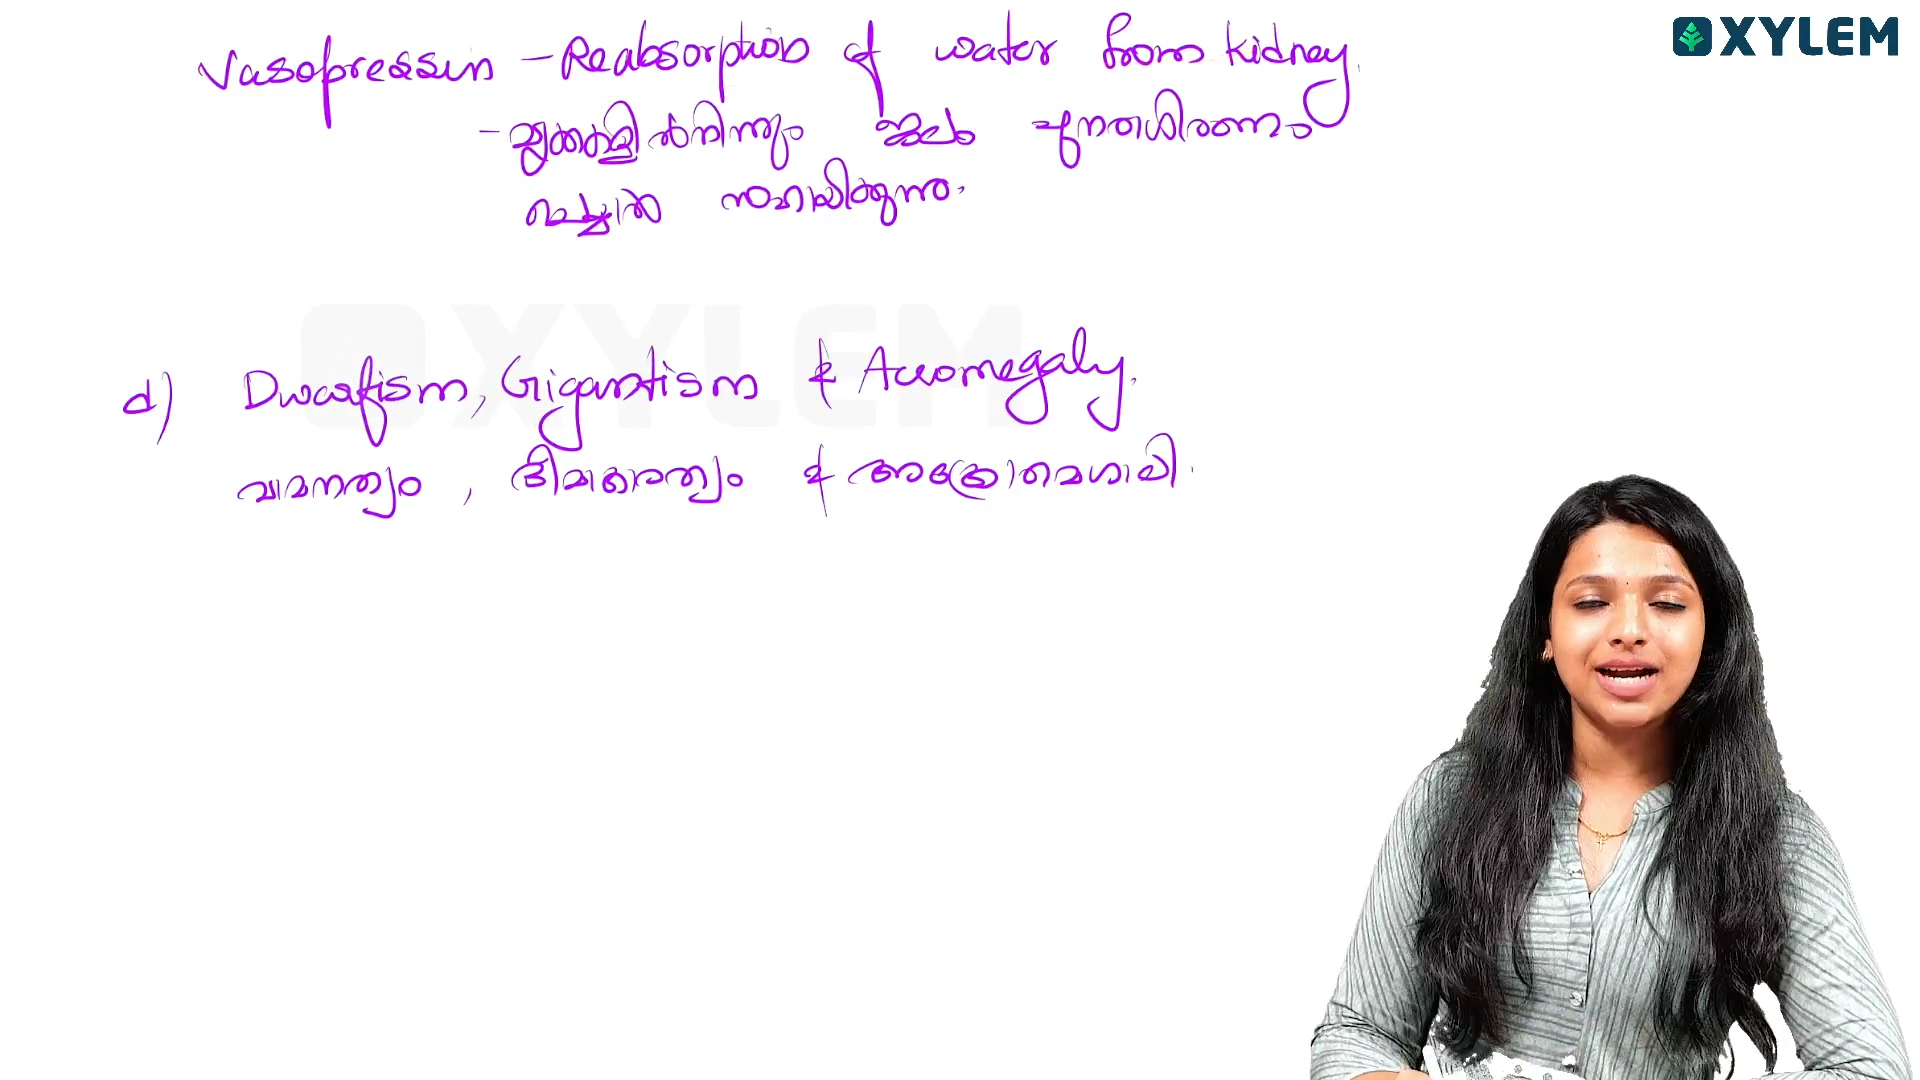 XYLEM
Vasopressin – Reabsorption of water from kidney.
– വൃക്കകളിൽനിന്നും ജലം പുനരാഗിരണം
ചെയ്യാൻ സഹായിക്കുന്നു.
XYLEM
d) Dwarfism, Gigantism & Acromegaly.
വാമനത്വം, ഭീമാകാരത്വം & അക്രോമെഗാലി.